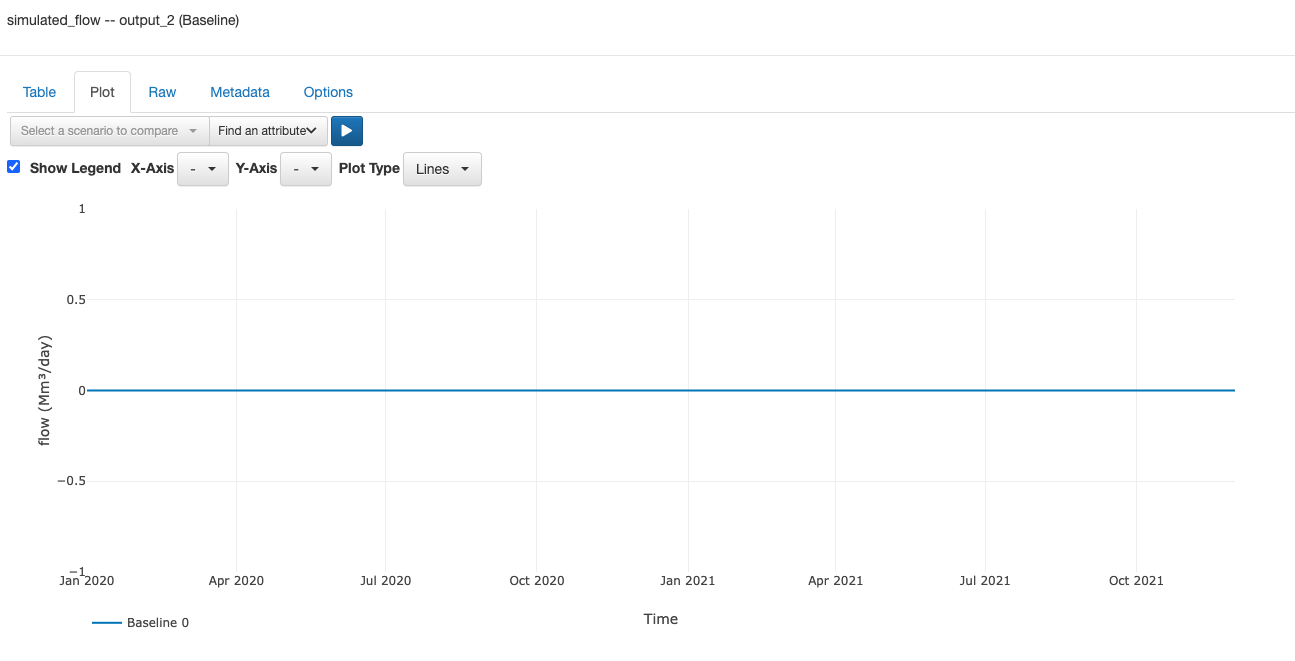 simulated_flow -- output_2 (Baseline)
Table Plot Raw Metadata Options
Select a scenario to compare Find an attribute
Show Legend X-Axis - Y-Axis - Plot Type Lines
1
0.5
0
−0.5
−1
flow (Mm³/day)
Jan 2020 Apr 2020 Jul 2020 Oct 2020 Jan 2021 Apr 2021 Jul 2021 Oct 2021
Time
Baseline 0